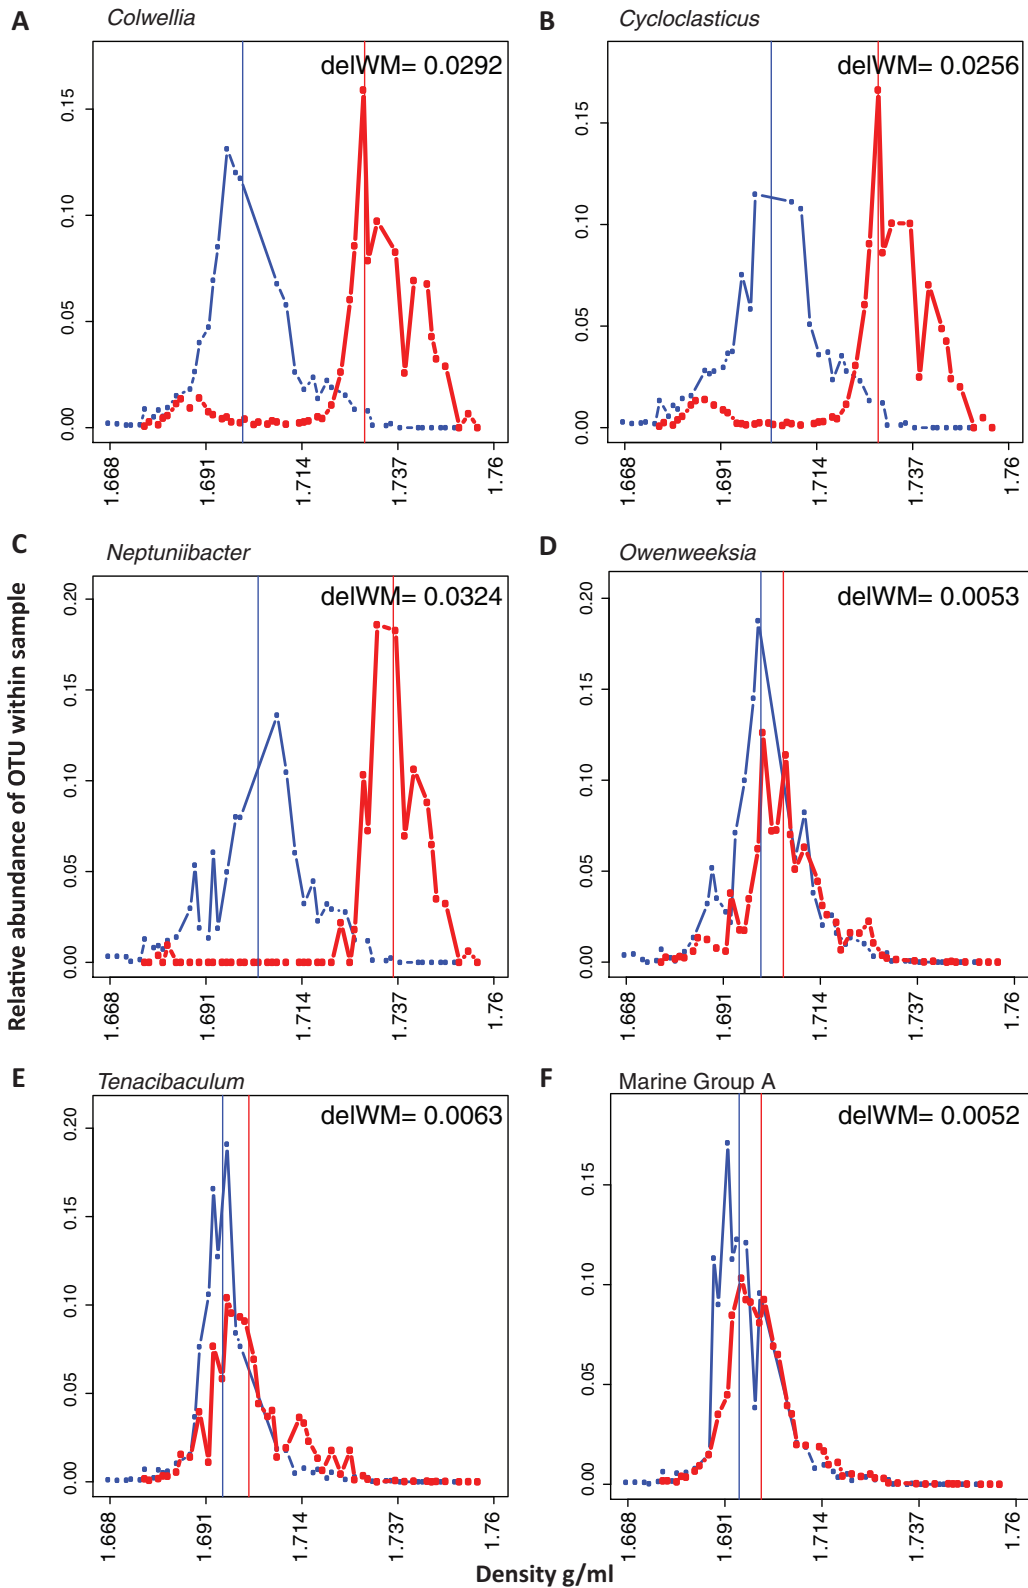 A
Colwellia
delWM= 0.0292
0.15
0.10
0.05
0.00
1.668
1.691
1.714
1.737
1.76
B
Cycloclasticus
delWM= 0.0256
0.15
0.10
0.05
0.00
1.668
1.691
1.714
1.737
1.76
C
Neptuniibacter
delWM= 0.0324
0.20
0.15
0.10
0.05
0.00
1.668
1.691
1.714
1.737
1.76
D
Owenweeksia
delWM= 0.0053
0.20
0.15
0.10
0.05
0.00
1.668
1.691
1.714
1.737
1.76
Relative abundance of OTU within sample
E
Tenacibaculum
delWM= 0.0063
0.20
0.15
0.10
0.05
0.00
1.668
1.691
1.714
1.737
1.76
F
Marine Group A
delWM= 0.0052
0.15
0.10
0.05
0.00
1.668
1.691
1.714
1.737
1.76
Density g/ml